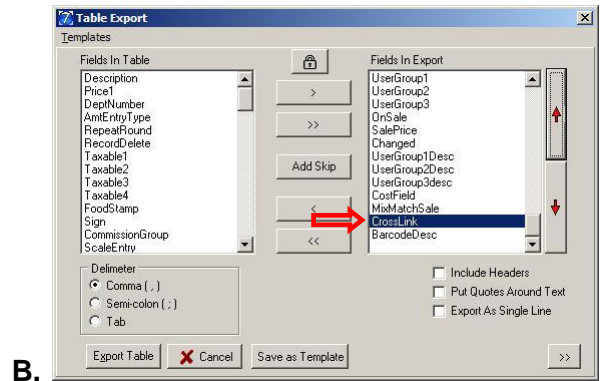 Table Export
Templates
Fields In Table
Description
Price1
DeptNumber
AmtEntryType
RepeatRound
RecordDelete
Taxable1
Taxable2
Taxable3
Taxable4
FoodStamp
Sign
CommissionGroup
ScaleEntry
>
>>
Add Skip
<
<<
Fields In Export
UserGroup1
UserGroup2
UserGroup3
OnSale
SalePrice
Changed
UserGroup1Desc
UserGroup2Desc
UserGroup3desc
CostField
MixMatchSale
CrossLink
BarcodeDesc
Delimeter
Comma ( , )
Semi-colon ( ; )
Tab
Include Headers
Put Quotes Around Text
Export As Single Line
Export Table
Cancel
Save as Template
>>
B.